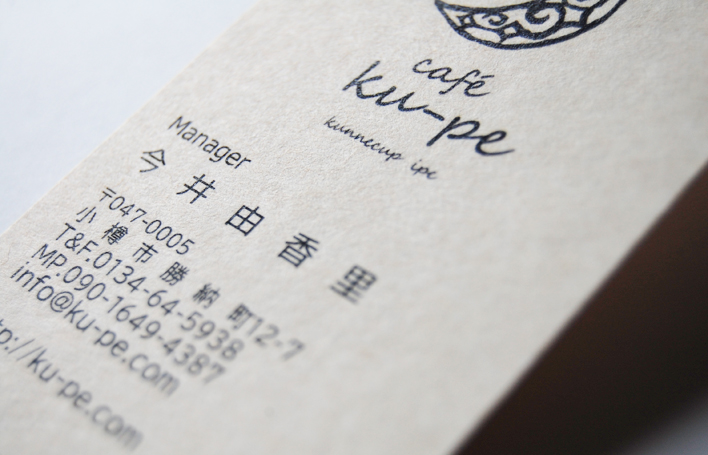 café
ku-pe
kunnecup ipe
Manager
今井由香里
〒047-0005
小樽市勝納町12-7
T&F.0134-64-5938
MP.090-1649-4387
info@ku-pe.com
tp://ku-pe.com